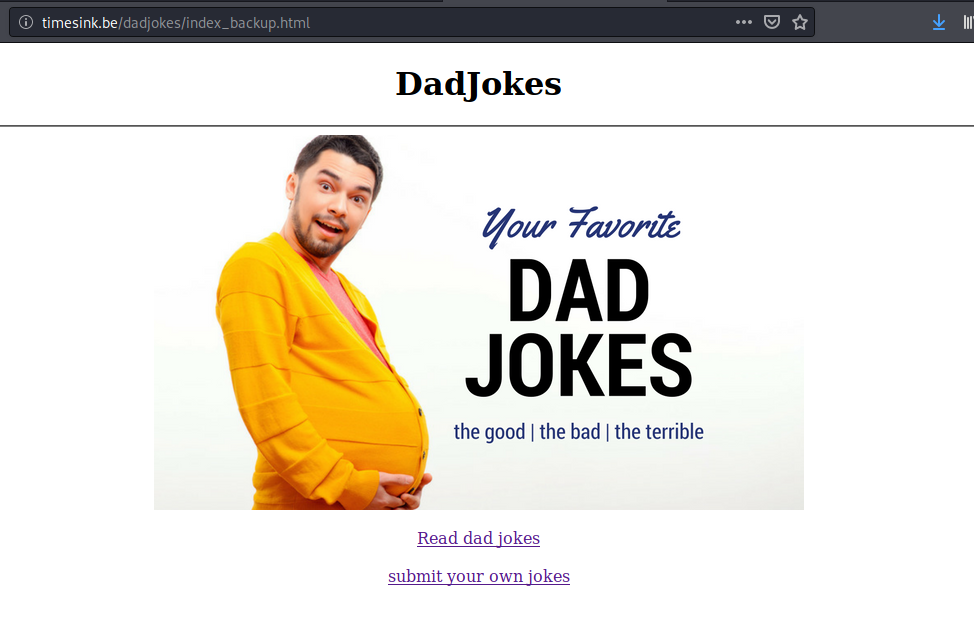 timesink.be/dadjokes/index_backup.html
DadJokes
Your Favorite
DAD
JOKES
the good | the bad | the terrible
Read dad jokes
submit your own jokes